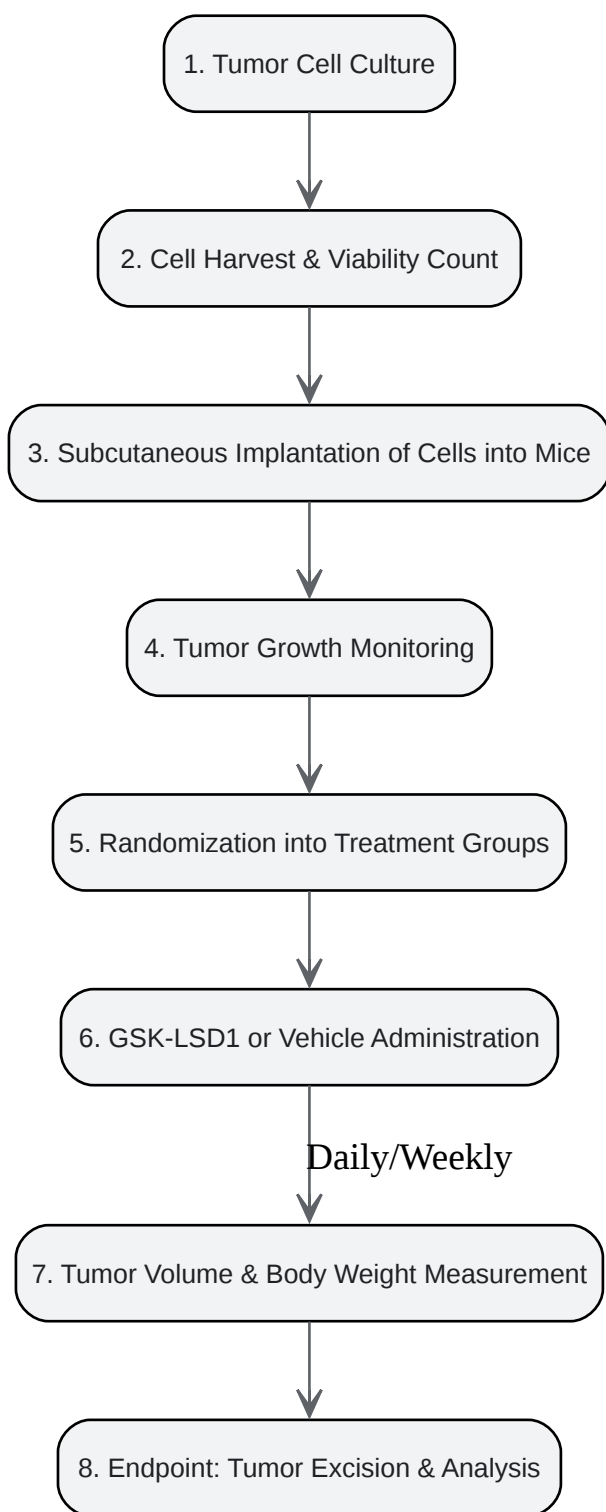 1. Tumor Cell Culture
2. Cell Harvest & Viability Count
3. Subcutaneous Implantation of Cells into Mice
4. Tumor Growth Monitoring
5. Randomization into Treatment Groups
6. GSK-LSD1 or Vehicle Administration
Daily/Weekly
7. Tumor Volume & Body Weight Measurement
8. Endpoint: Tumor Excision & Analysis